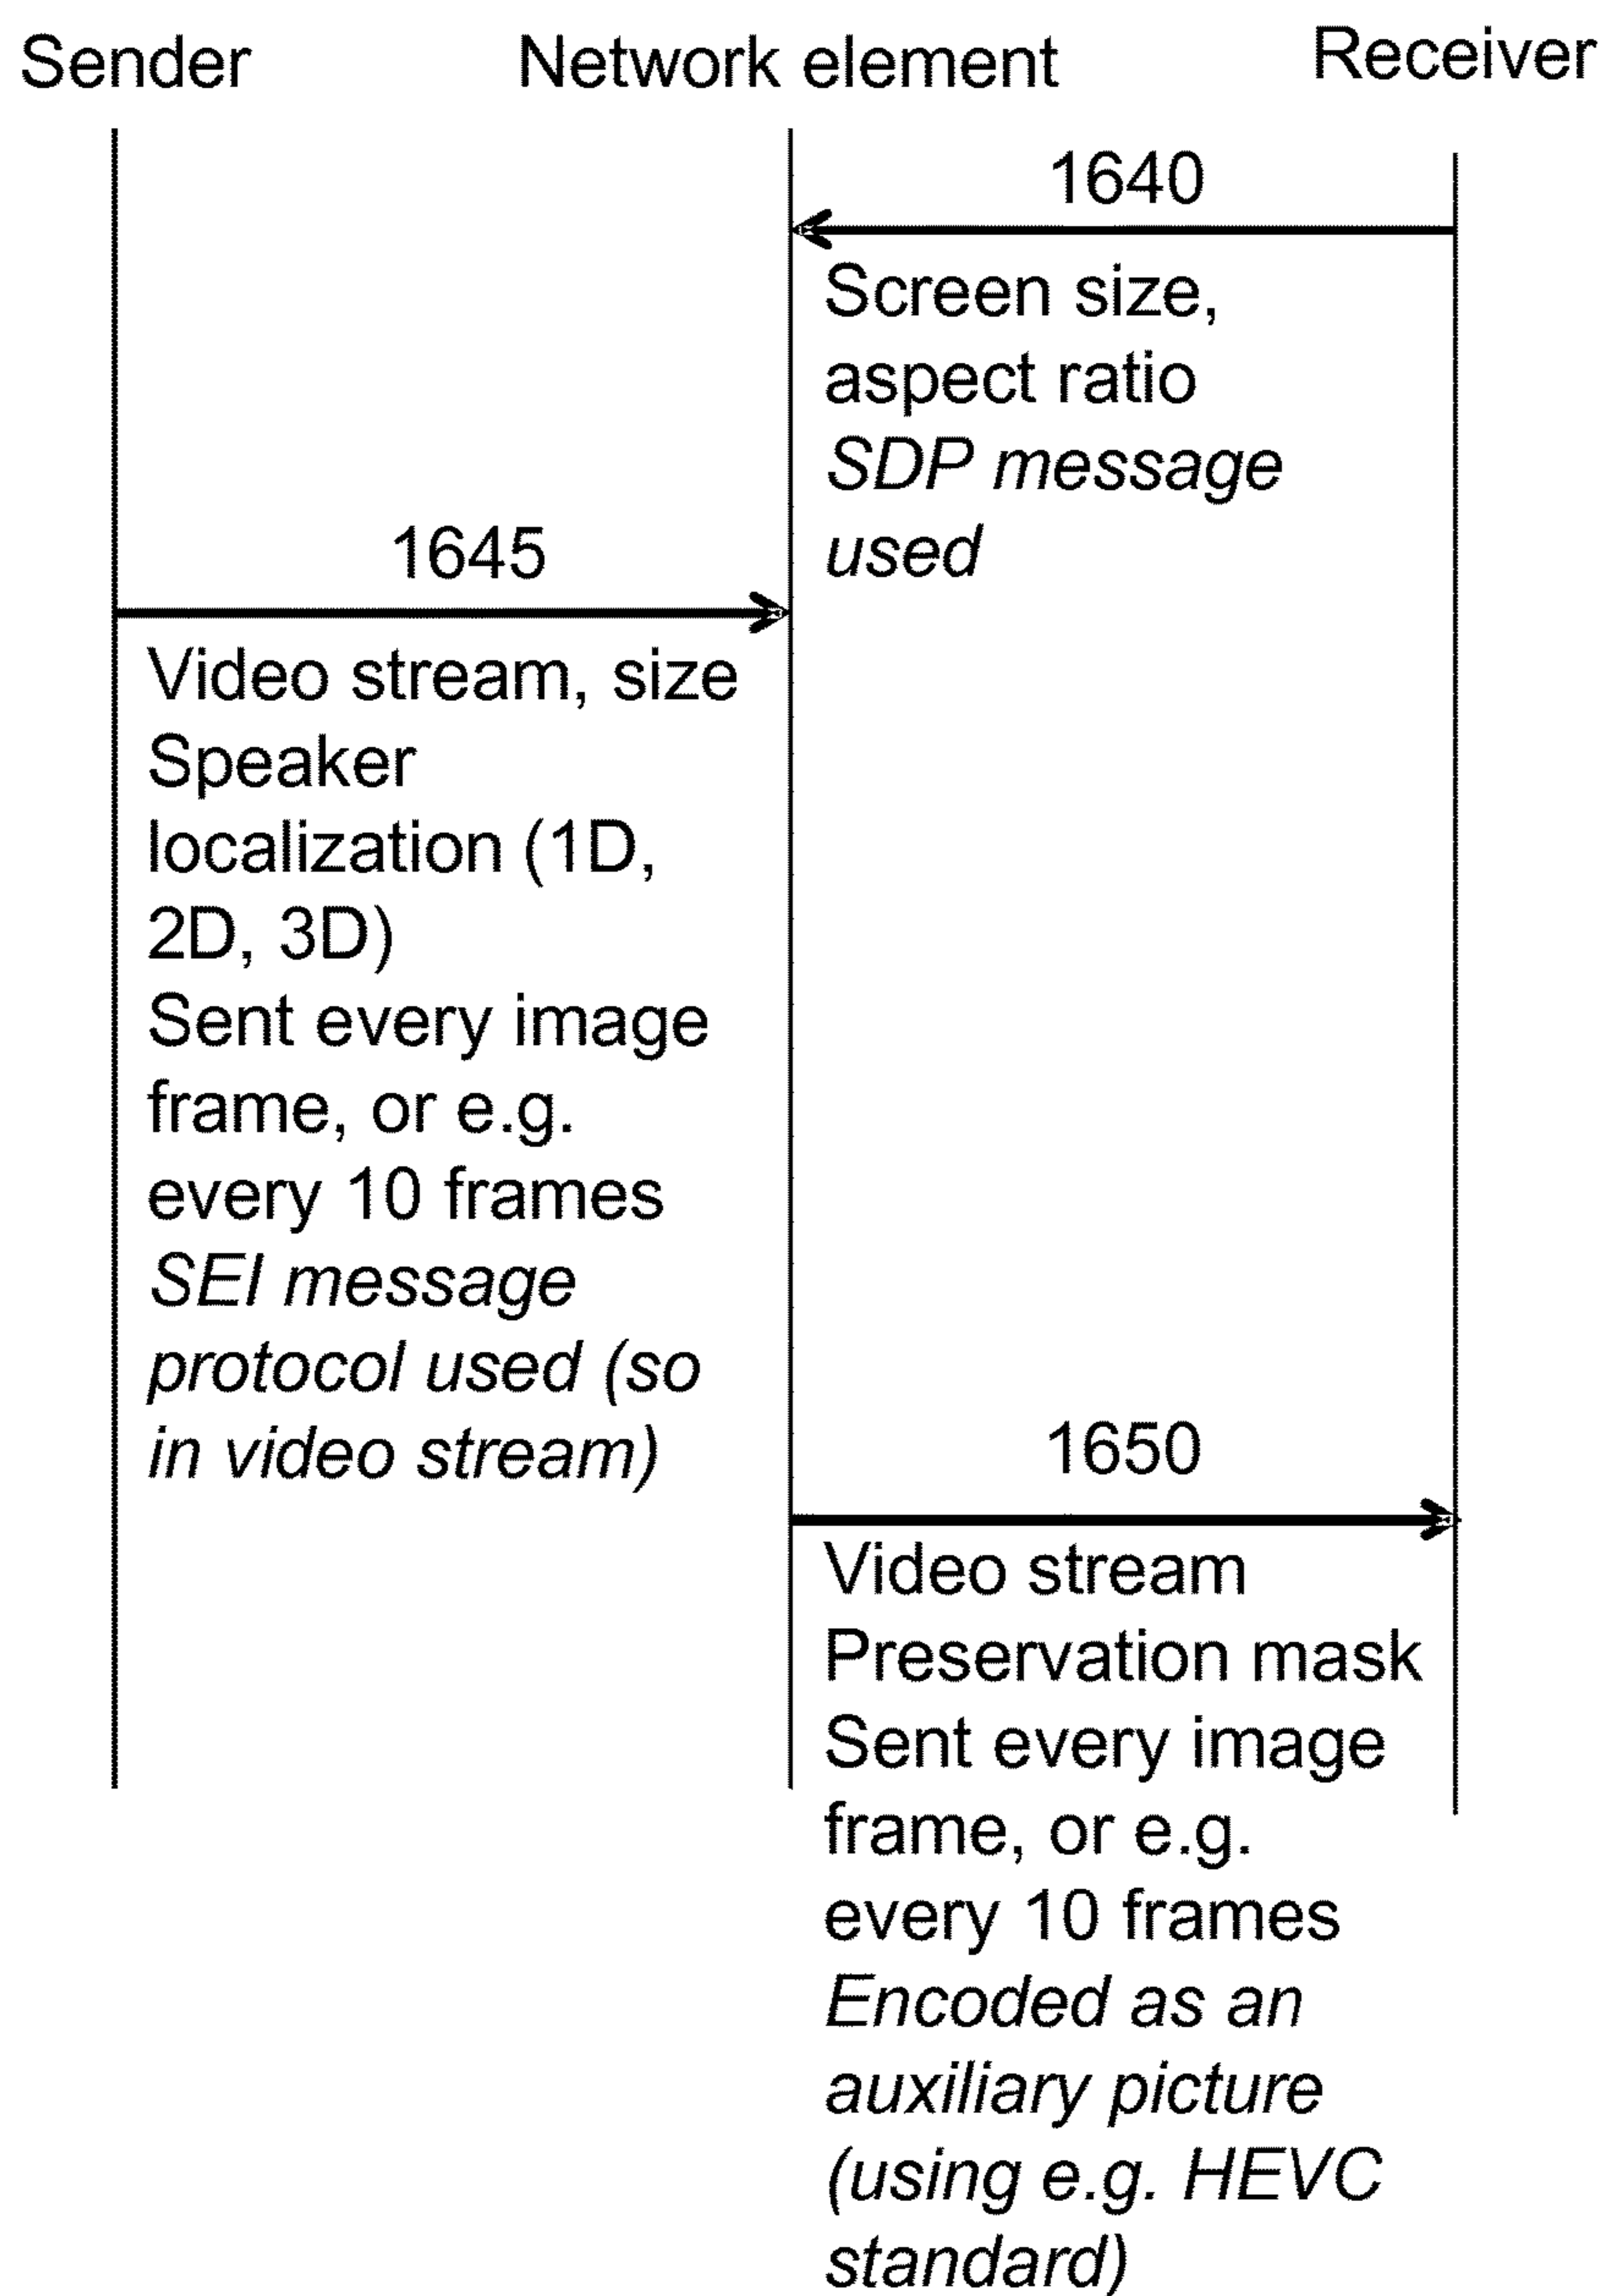 Sender
Network element
Receiver
1640
Screen size,
aspect ratio
SDP message
used
1645
Video stream, size
Speaker
localization (1D,
2D, 3D)
Sent every image
frame, or e.g.
every 10 frames
SEI message
protocol used (so
in video stream)
1650
Video stream
Preservation mask
Sent every image
frame, or e.g.
every 10 frames
Encoded as an
auxiliary picture
(using e.g. HEVC
standard)